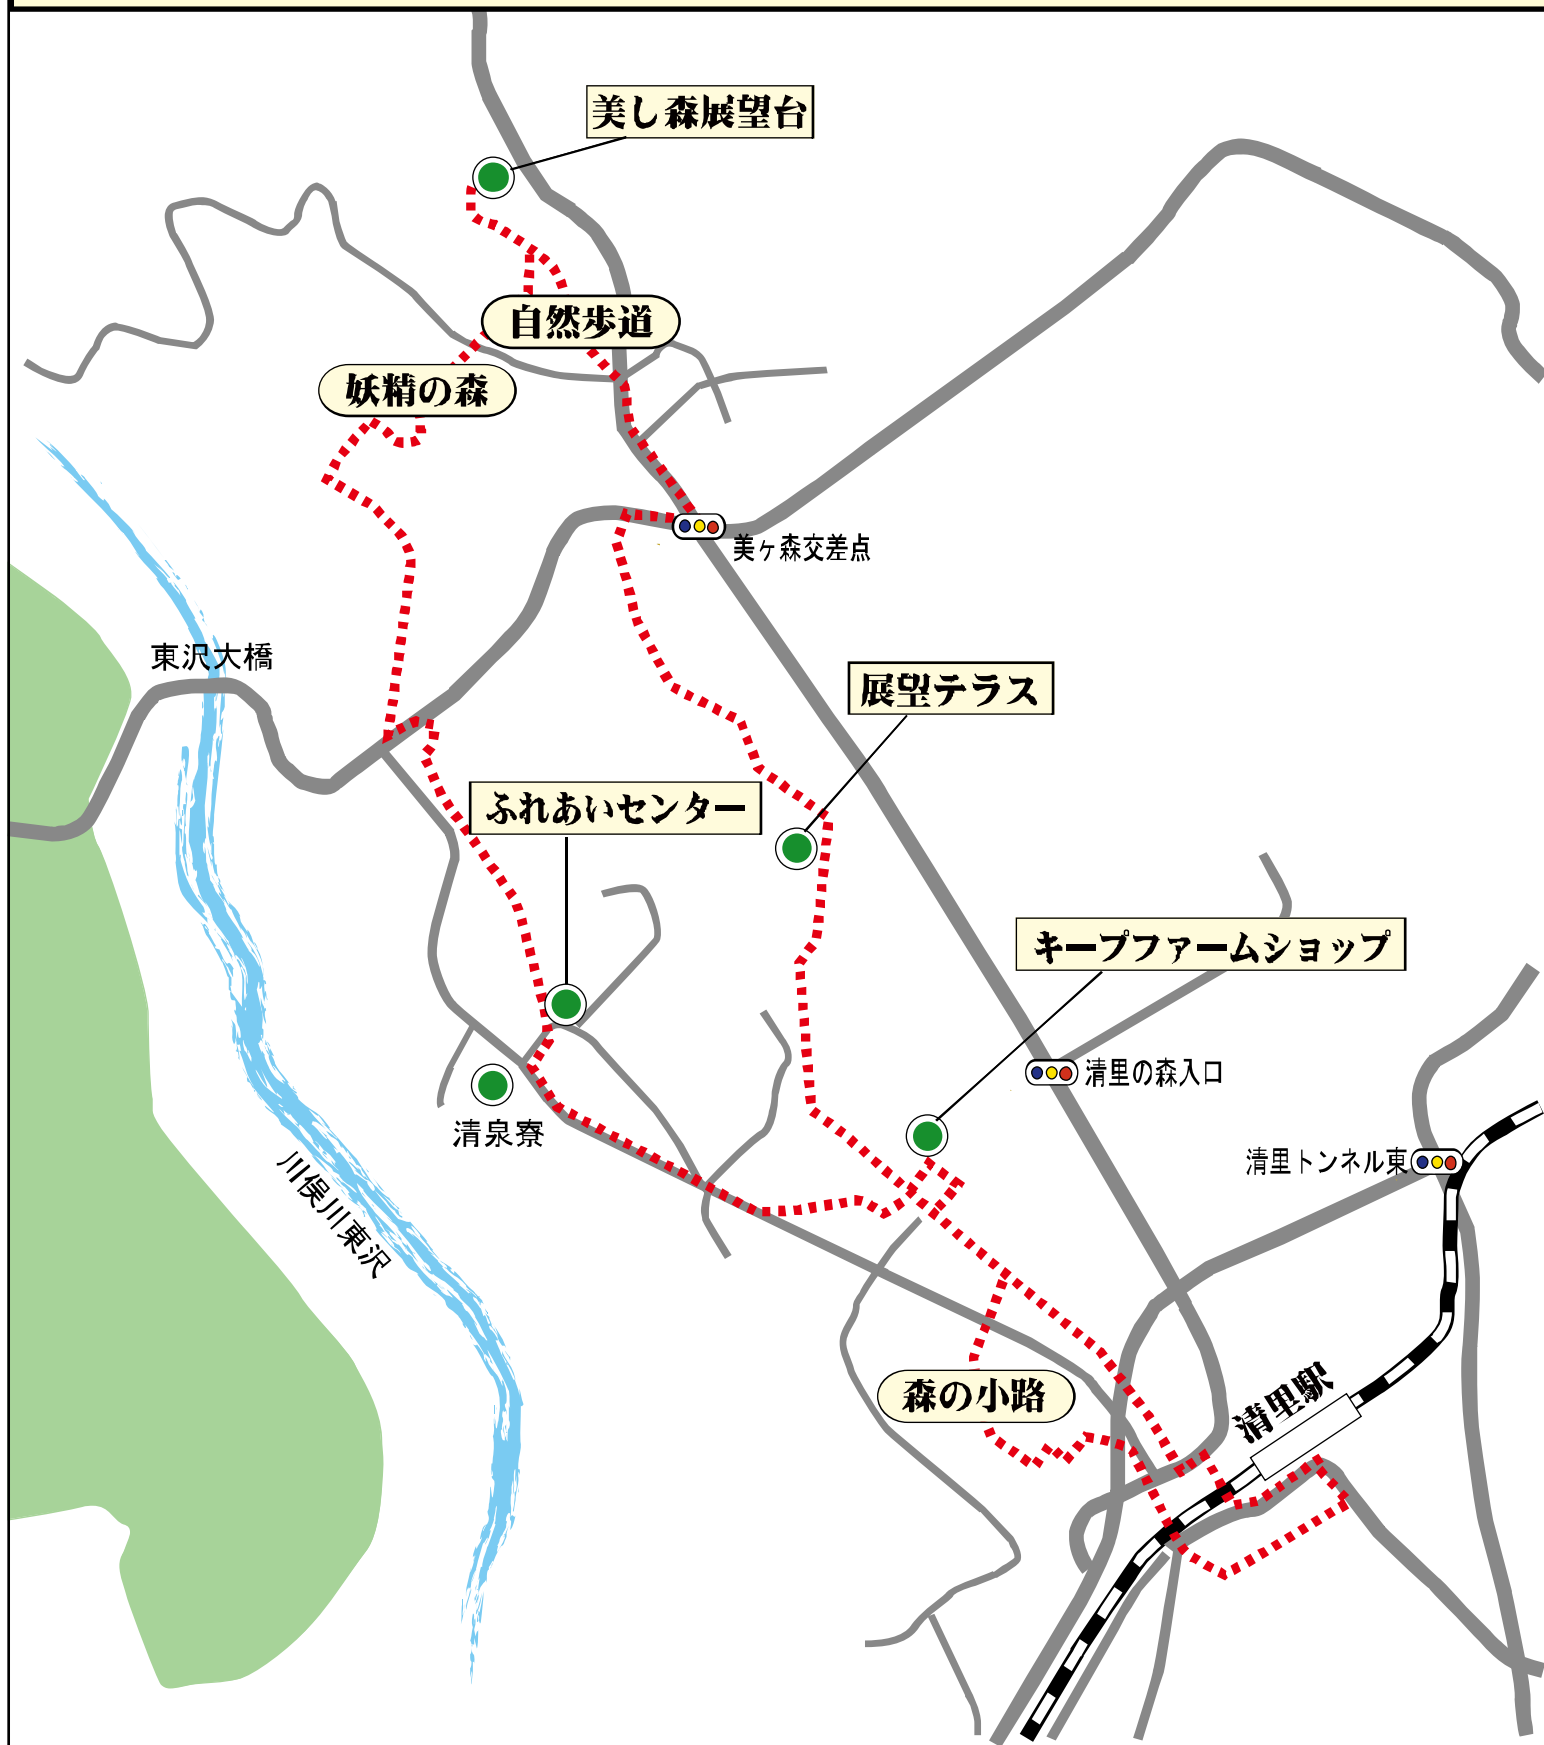 美し森展望台
自然歩道
妖精の森
美ヶ森交差点
東沢大橋
展望テラス
ふれあいセンター
キープファームショップ
清里の森入口
清泉寮
清里トンネル東
川俣川東沢
森の小路
清里駅